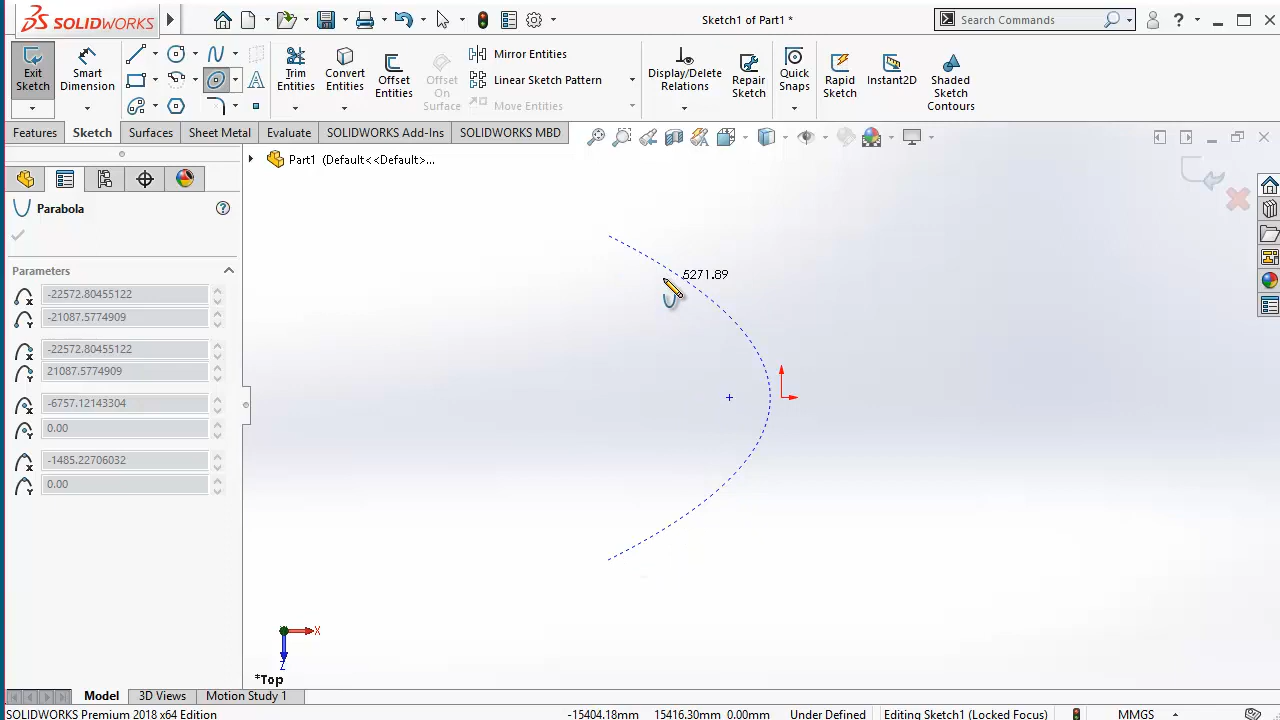 SOLIDWORKS
Sketch1 of Part1 *
Search Commands
Exit Sketch
Smart Dimension
Trim Entities
Convert Entities
Offset Entities
Offset On Surface
Mirror Entities
Linear Sketch Pattern
Move Entities
Display/Delete Relations
Repair Sketch
Quick Snaps
Rapid Sketch
Instant2D
Shaded Sketch Contours
Features Sketch Surfaces Sheet Metal Evaluate SOLIDWORKS Add-Ins SOLIDWORKS MBD
Part1 (Default<<Default>...
Parabola
Parameters
-22572.80455122
-21087.5774909
-22572.80455122
21087.5774909
-6757.12143304
0.00
-1485.22706032
0.00
5271.89
X
Z
*Top
Model 3D Views Motion Study 1
SOLIDWORKS Premium 2018 x64 Edition
-15404.18mm 15416.30mm 0.00mm Under Defined Editing Sketch1 (Locked Focus) MMGS